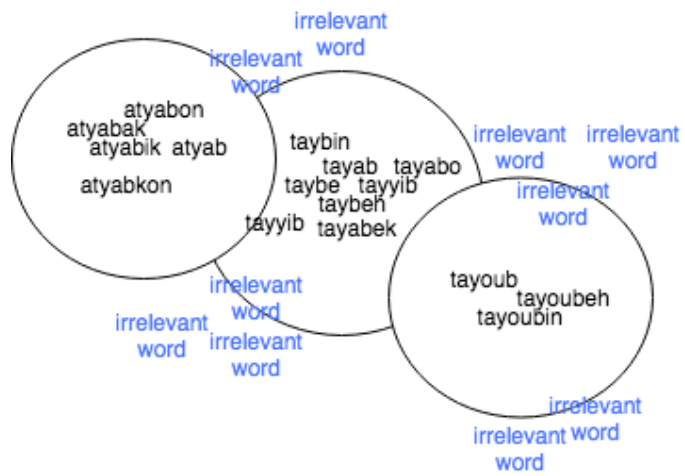 irrelevant
word
irrelevant
word
atyabon
atyabak
atyabik atyab
atyabkon
taybin
tayab tayabo
taybe tayyib
taybeh
tayyib tayabek
irrelevant
word
irrelevant
word
irrelevant
word
tayoub
tayoubeh
tayoubin
irrelevant
word
irrelevant
word
irrelevant
word
irrelevant
word
irrelevant
word